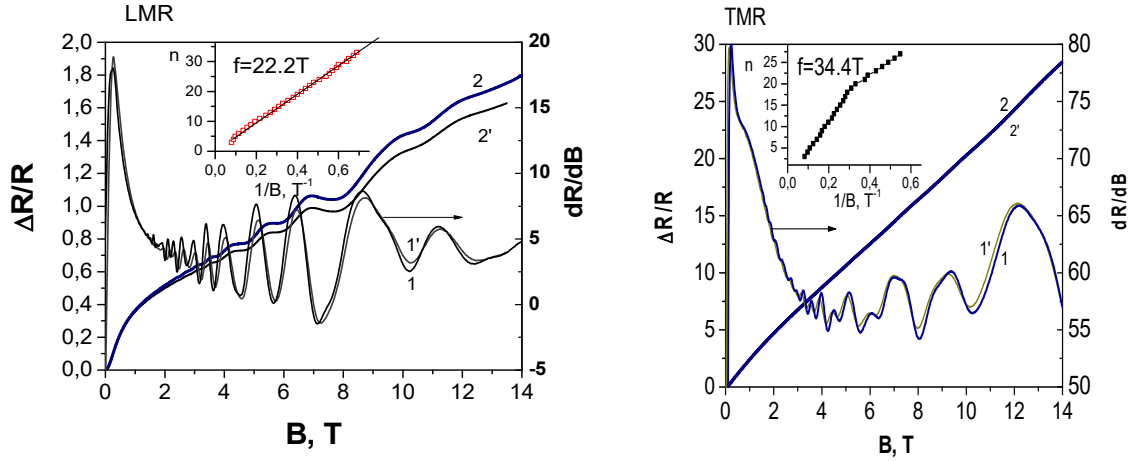 LMR
2,0
1,8
1,6
1,4
1,2
1,0
0,8
0,6
0,4
0,2
0,0
ΔR/R
20
15
10
5
0
-5
dR/dB
0 2 4 6 8 10 12 14
B, T
n
30
25
20
15
10
5
0
f=22.2T
0,0 0,2 0,4 0,6
1/B, T⁻¹
2
2'
1'
1
TMR
30
25
20
15
10
5
0
ΔR/R
80
75
70
65
60
55
50
dR/dB
0 2 4 6 8 10 12 14
B, T
n
25
20
15
10
5
f=34.4T
0,0 0,2 0,4 0,6
1/B, T⁻¹
2
2'
1'
1